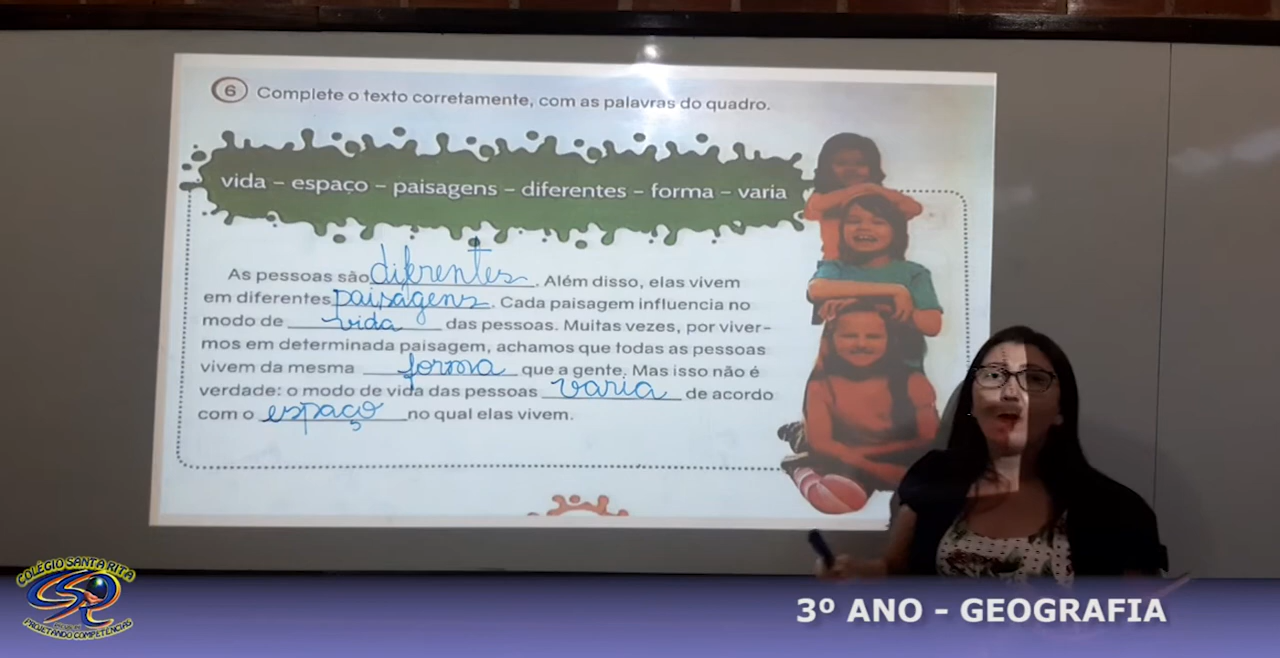 6 Complete o texto corretamente, com as palavras do quadro.
vida – espaço – paisagens – diferentes – forma – varia
As pessoas são diferentes. Além disso, elas vivem
em diferentes paisagens. Cada paisagem influencia no
modo de vida das pessoas. Muitas vezes, por viver-
mos em determinada paisagem, achamos que todas as pessoas
vivem da mesma forma que a gente. Mas isso não é
verdade: o modo de vida das pessoas varia de acordo
com o espaço no qual elas vivem.
COLÉGIO SANTA RITA
PROJETANDO COMPETÊNCIAS
3º ANO - GEOGRAFIA